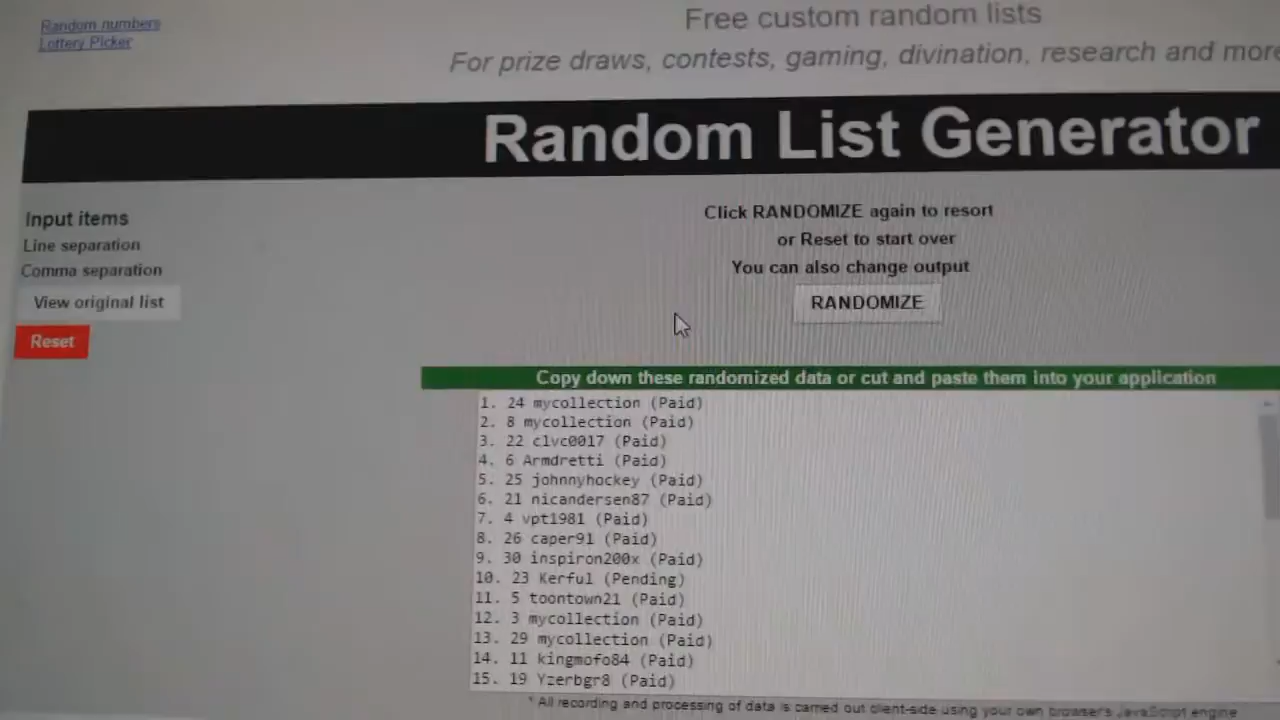 Random numbers
Lottery Picker
Free custom random lists
For prize draws, contests, gaming, divination, research and more
Random List Generator
Input items
Line separation
Comma separation
View original list
Reset
Click RANDOMIZE again to resort
or Reset to start over
You can also change output
RANDOMIZE
Copy down these randomized data or cut and paste them into your application
1. 24 mycollection (Paid)
2. 8 mycollection (Paid)
3. 22 clvc0017 (Paid)
4. 6 Armdretti (Paid)
5. 25 johnnyhockey (Paid)
6. 21 nicandersen87 (Paid)
7. 4 vpt1981 (Paid)
8. 26 caper91 (Paid)
9. 30 inspiron200x (Paid)
10. 23 Kerful (Pending)
11. 5 toontown21 (Paid)
12. 3 mycollection (Paid)
13. 29 mycollection (Paid)
14. 11 kingmofo84 (Paid)
15. 19 Yzerbgr8 (Paid)
* All recording and processing of data is carried out client-side using your own browser's JavaScript engine